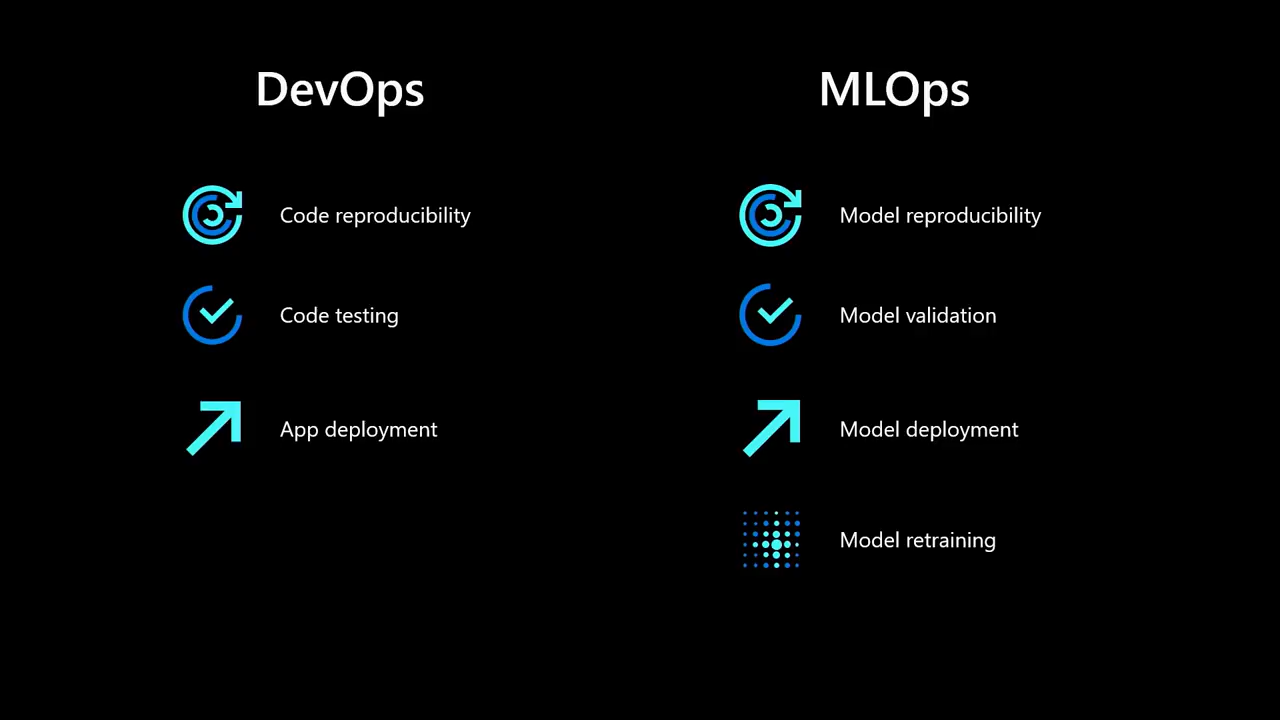 DevOps
Code reproducibility
Code testing
App deployment
MLOps
Model reproducibility
Model validation
Model deployment
Model retraining